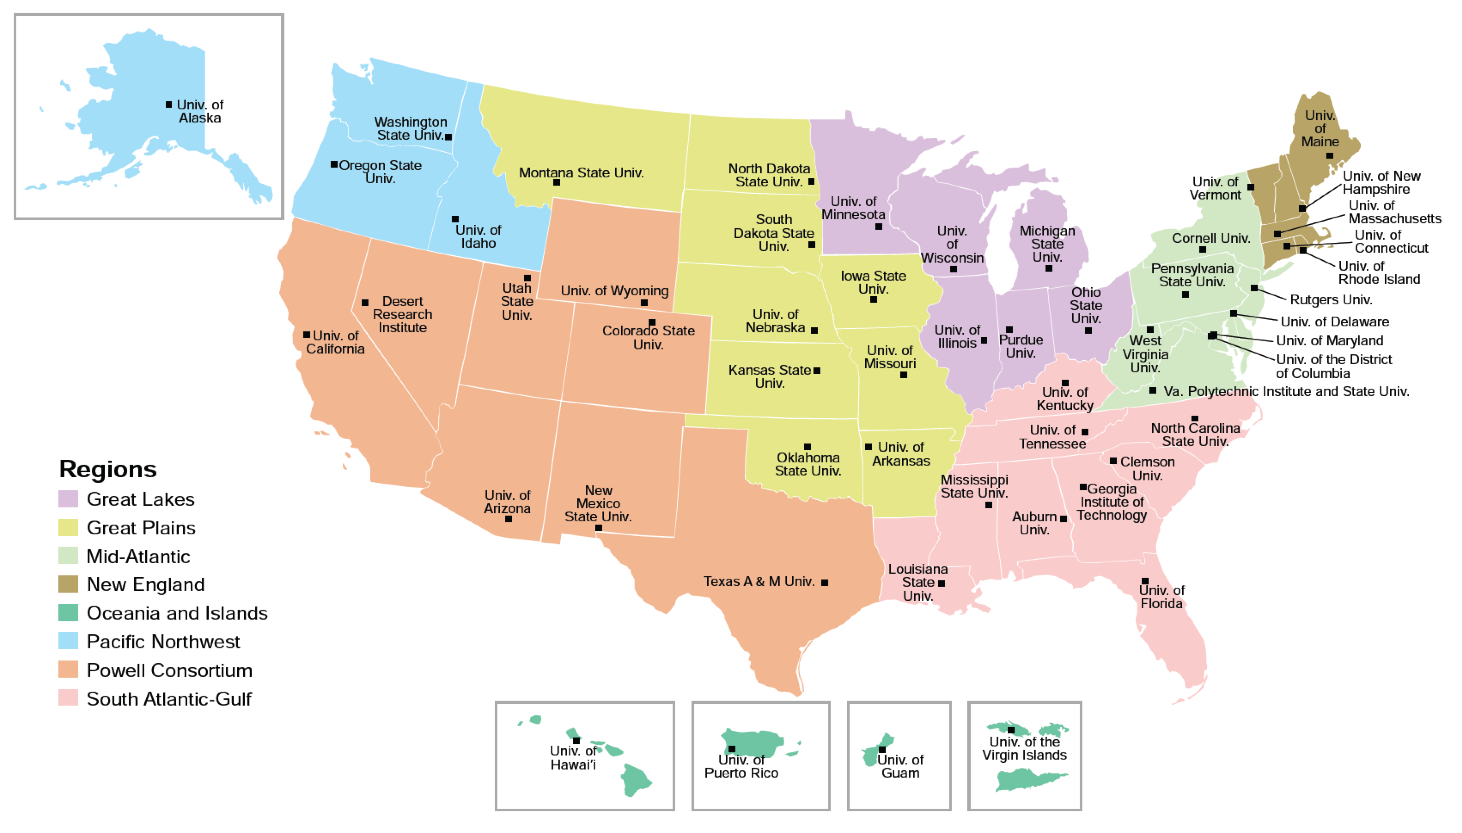 Univ. of
Alaska
Washington
State Univ.
Oregon State
Univ.
Univ. of
Idaho
Montana State Univ.
North Dakota
State Univ.
South
Dakota State
Univ.
Univ. of
Minnesota
Univ.
of
Wisconsin
Michigan
State
Univ.
Univ.
of
Maine
Univ. of
Vermont
Univ. of New
Hampshire
Univ. of
Massachusetts
Univ. of
Connecticut
Univ. of
Rhode Island
Cornell Univ.
Pennsylvania
State Univ.
Rutgers Univ.
Univ. of Delaware
Univ. of Maryland
Univ. of the District
of Columbia
West
Virginia
Univ.
Va. Polytechnic Institute and State Univ.
Desert
Research
Institute
Univ. of
California
Utah
State
Univ.
Univ. of Wyoming
Colorado State
Univ.
Univ. of
Nebraska
Iowa State
Univ.
Kansas State
Univ.
Univ. of
Missouri
Univ. of
Illinois
Purdue
Univ.
Ohio
State
Univ.
Univ. of
Kentucky
Univ. of
Tennessee
North Carolina
State Univ.
Clemson
Univ.
Georgia
Institute of
Technology
Mississippi
State Univ.
Auburn
Univ.
Oklahoma
State Univ.
Univ. of
Arkansas
Univ. of
Arizona
New
Mexico
State Univ.
Texas A & M Univ.
Louisiana
State
Univ.
Univ. of
Florida
Regions
Great Lakes
Great Plains
Mid-Atlantic
New England
Oceania and Islands
Pacific Northwest
Powell Consortium
South Atlantic-Gulf
Univ. of
Hawai'i
Univ. of
Puerto Rico
Univ. of
Guam
Univ. of the
Virgin Islands